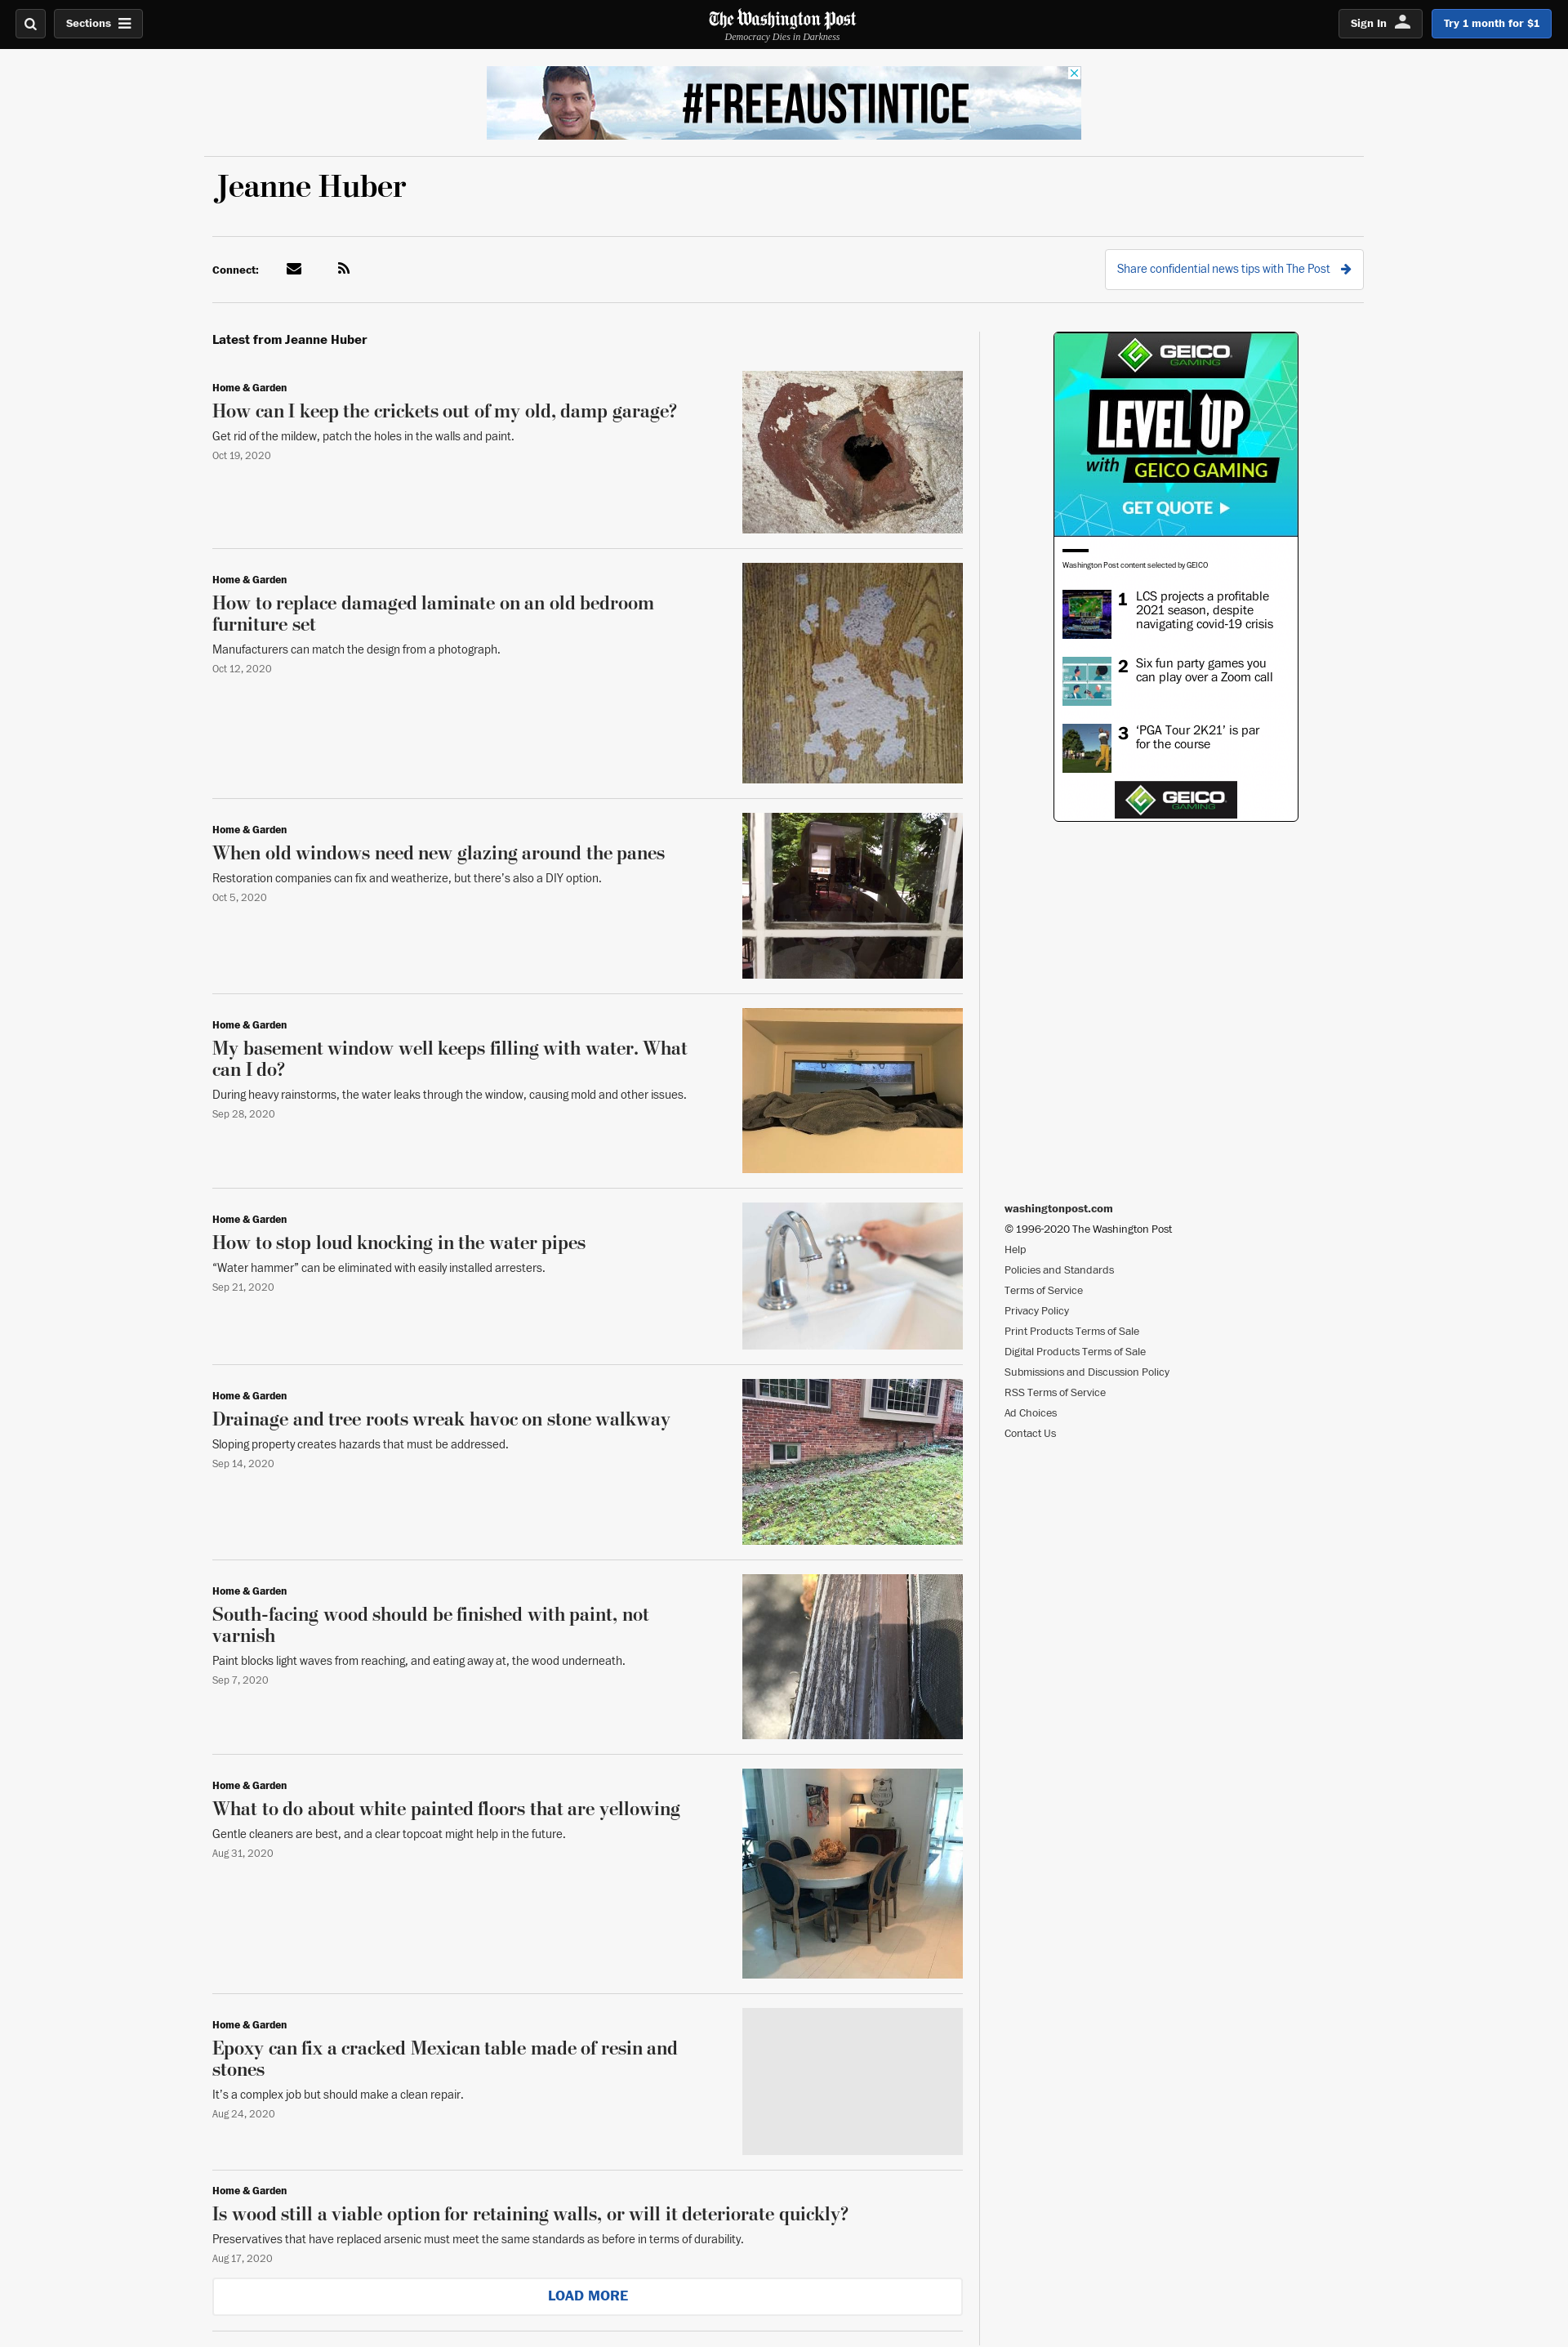 Sections
The Washington Post
Democracy Dies in Darkness
Sign In
Try 1 month for $1
#FREEAUSTINTICE
Jeanne Huber
Connect:
Share confidential news tips with The Post
Latest from Jeanne Huber
Home & Garden
How can I keep the crickets out of my old, damp garage?
Get rid of the mildew, patch the holes in the walls and paint.
Oct 19, 2020
Home & Garden
How to replace damaged laminate on an old bedroom
furniture set
Manufacturers can match the design from a photograph.
Oct 12, 2020
Home & Garden
When old windows need new glazing around the panes
Restoration companies can fix and weatherize, but there’s also a DIY option.
Oct 5, 2020
Home & Garden
My basement window well keeps filling with water. What
can I do?
During heavy rainstorms, the water leaks through the window, causing mold and other issues.
Sep 28, 2020
Home & Garden
How to stop loud knocking in the water pipes
“Water hammer” can be eliminated with easily installed arresters.
Sep 21, 2020
Home & Garden
Drainage and tree roots wreak havoc on stone walkway
Sloping property creates hazards that must be addressed.
Sep 14, 2020
Home & Garden
South-facing wood should be finished with paint, not
varnish
Paint blocks light waves from reaching, and eating away at, the wood underneath.
Sep 7, 2020
Home & Garden
What to do about white painted floors that are yellowing
Gentle cleaners are best, and a clear topcoat might help in the future.
Aug 31, 2020
Home & Garden
Epoxy can fix a cracked Mexican table made of resin and
stones
It’s a complex job but should make a clean repair.
Aug 24, 2020
Home & Garden
Is wood still a viable option for retaining walls, or will it deteriorate quickly?
Preservatives that have replaced arsenic must meet the same standards as before in terms of durability.
Aug 17, 2020
LOAD MORE
GEICO
GAMING
LEVEL UP
with GEICO GAMING
GET QUOTE
Washington Post content selected by GEICO
1 LCS projects a profitable
2021 season, despite
navigating covid-19 crisis
2 Six fun party games you
can play over a Zoom call
3 ‘PGA Tour 2K21’ is par
for the course
GEICO
GAMING
washingtonpost.com
© 1996-2020 The Washington Post
Help
Policies and Standards
Terms of Service
Privacy Policy
Print Products Terms of Sale
Digital Products Terms of Sale
Submissions and Discussion Policy
RSS Terms of Service
Ad Choices
Contact Us